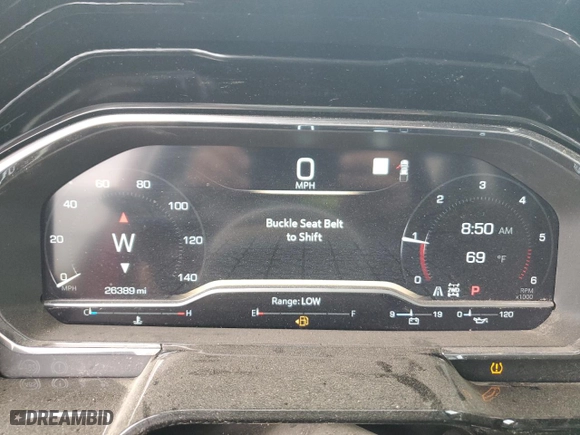 0
MPH
60 80
40 100
20 120
0 140
MPH
W
26389 mi
Buckle Seat Belt
to Shift
3 4
2 5
1 6
0
8:50 AM
69 °F
P
RPM
x1000
Range: LOW
C H
E F
9 19
0 120
DREAMBID